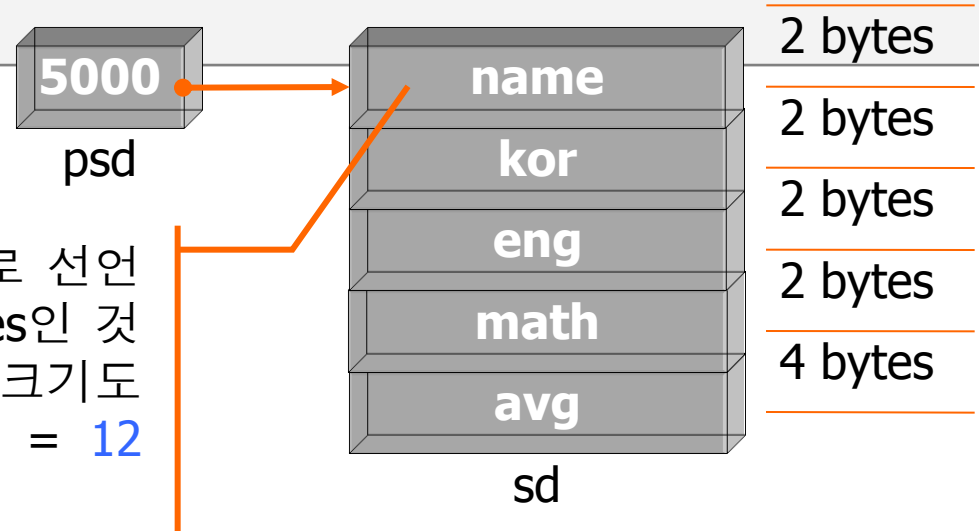 5000
psd
name
kor
eng
math
avg
sd
2 bytes
2 bytes
2 bytes
2 bytes
4 bytes
로 선언
es인 것
크기도
= 12